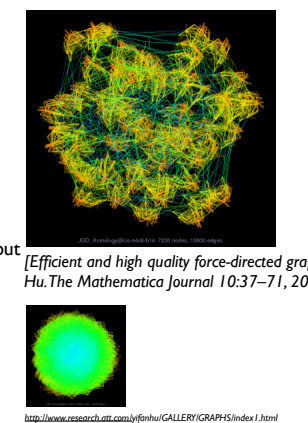 JGD_Homology@cis-n4c6-b14. 7220 nodes, 13800 edges.
out
[Efficient and high quality force-directed gra
Hu. The Mathematica Journal 10:37–71, 20
http://www.research.att.com/yifanhu/GALLERY/GRAPHS/index1.html